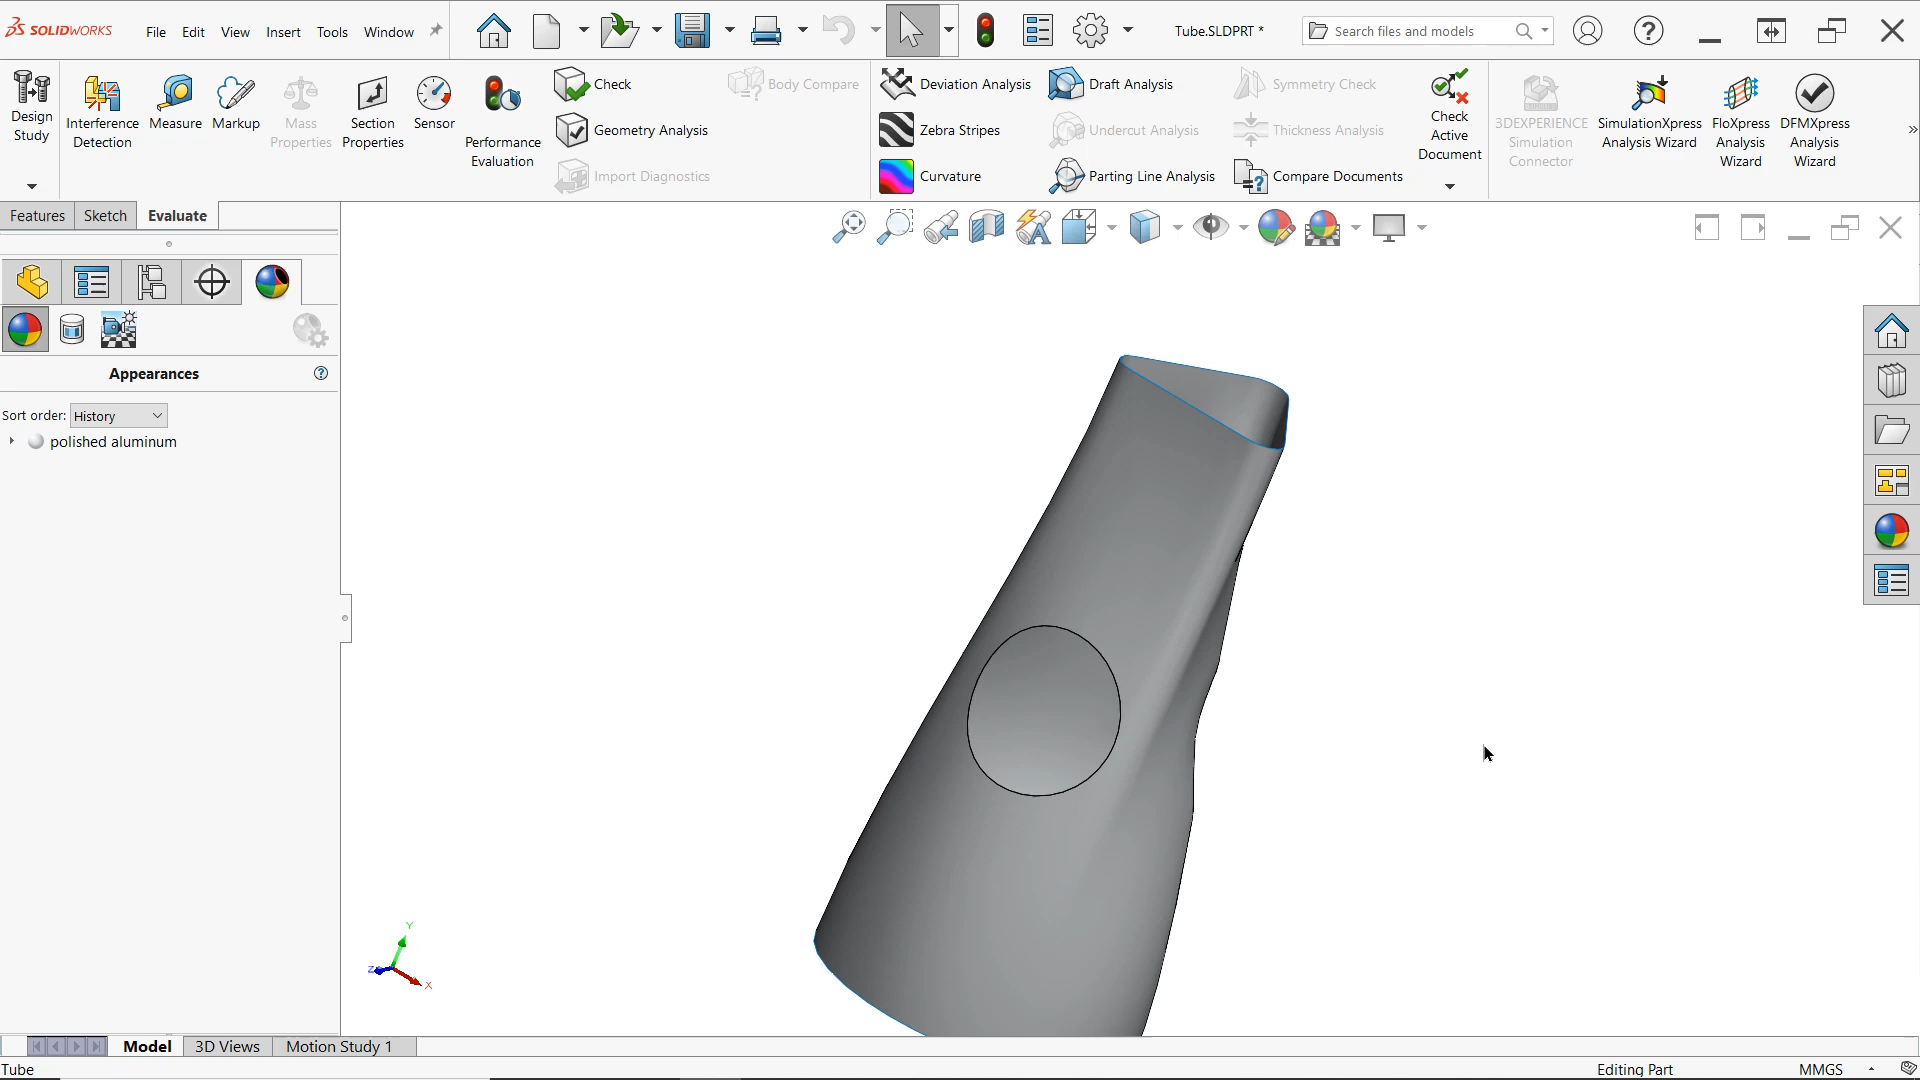 SOLIDWORKS
File Edit View Insert Tools Window
Tube.SLDPRT *
Search files and models
Design
Study
Interference
Detection
Measure
Markup
Mass
Properties
Section
Properties
Sensor
Performance
Evaluation
Check
Geometry Analysis
Import Diagnostics
Body Compare
Deviation Analysis
Zebra Stripes
Curvature
Draft Analysis
Undercut Analysis
Parting Line Analysis
Symmetry Check
Thickness Analysis
Compare Documents
Check
Active
Document
3DEXPERIENCE
Simulation
Connector
SimulationXpress
Analysis Wizard
FloXpress
Analysis
Wizard
DFMXpress
Analysis
Wizard
Features Sketch Evaluate
Appearances
Sort order: History
polished aluminum
Y
Z
X
Model 3D Views Motion Study 1
Tube Editing Part MMGS